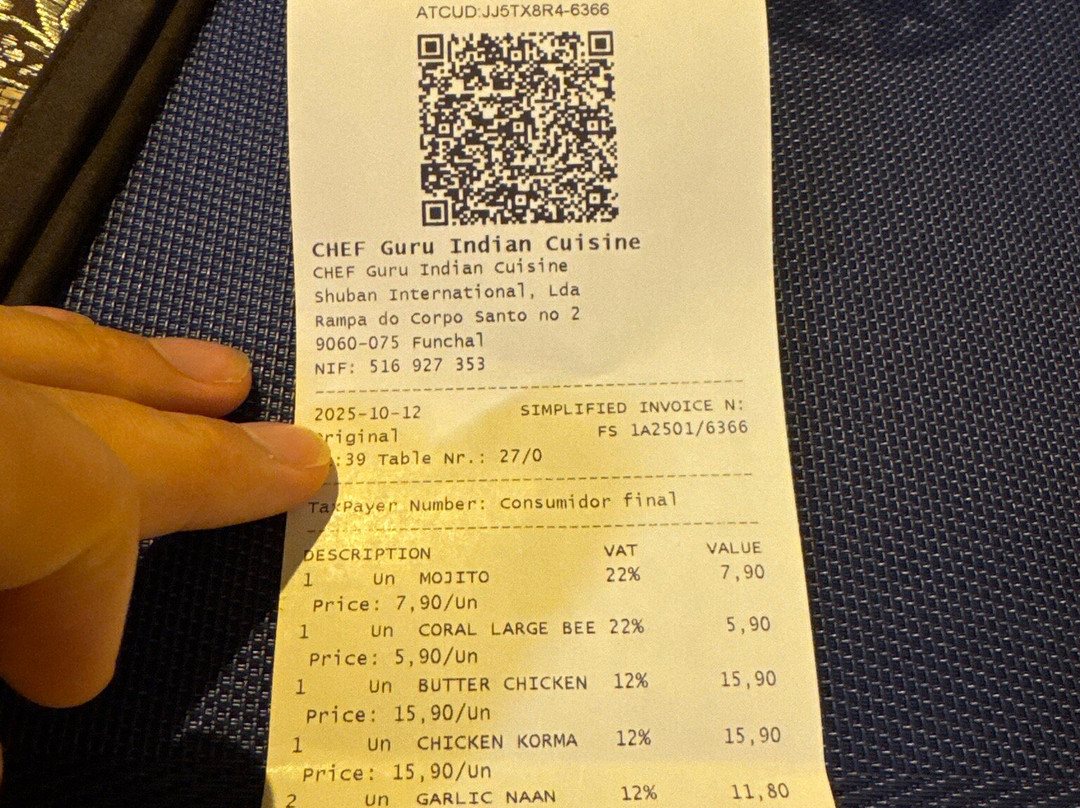 ATCUD:JJ5TX8R4-6366
CHEF Guru Indian Cuisine
CHEF Guru Indian Cuisine
Shuban International, Lda
Rampa do Corpo Santo no 2
9060-075 Funchal
NIF: 516 927 353
2025-10-12 SIMPLIFIED INVOICE N:
riginal FS 1A2501/6366
:39 Table Nr.: 27/0
TaxPayer Number: Consumidor final
DESCRIPTION VAT VALUE
1 Un MOJITO 22% 7,90
Price: 7,90/Un
1 Un CORAL LARGE BEE 22% 5,90
Price: 5,90/Un
1 Un BUTTER CHICKEN 12% 15,90
Price: 15,90/Un
1 Un CHICKEN KORMA 12% 15,90
Price: 15,90/Un
2 Un GARLIC NAAN 12% 11,80